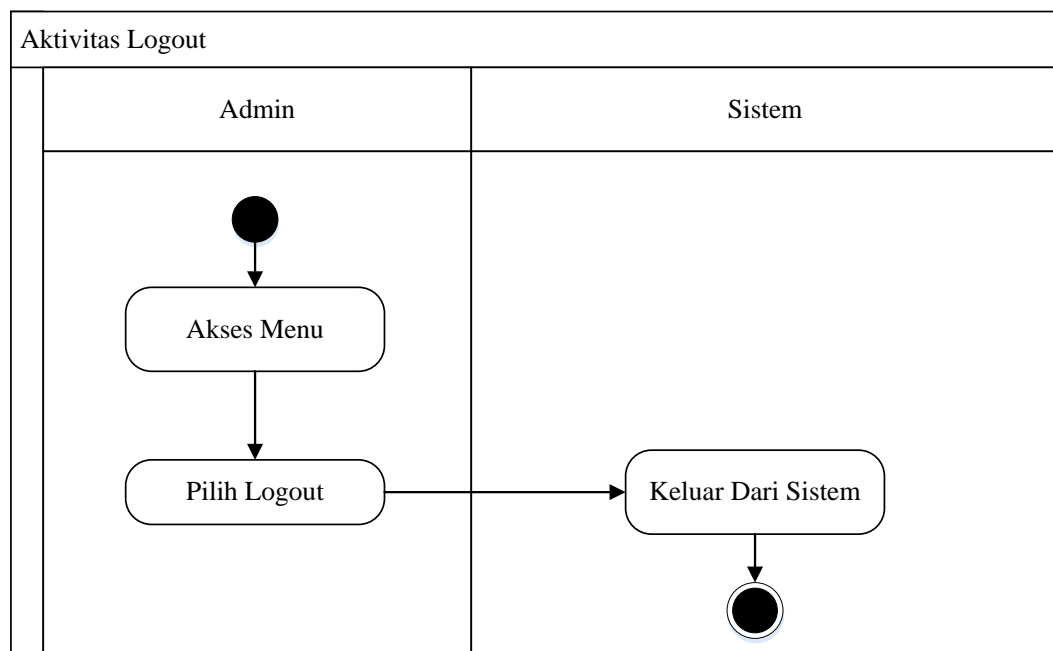 Aktivitas Logout
Admin
Sistem
Akses Menu
Pilih Logout
Keluar Dari Sistem